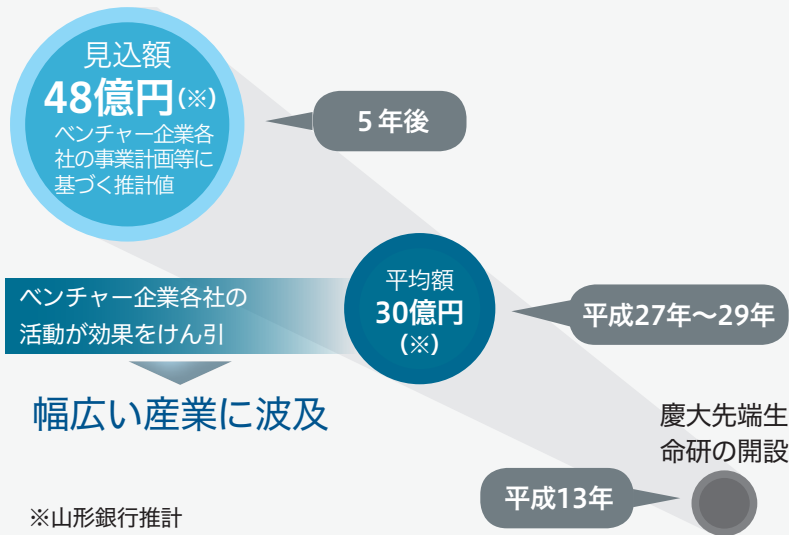 見込額
48億円(※)
ベンチャー企業各
社の事業計画等に
基づく推計値
5年後
平均額
30億円
(※)
平成27年〜29年
ベンチャー企業各社の
活動が効果をけん引
幅広い産業に波及
慶大先端生
命研の開設
平成13年
※山形銀行推計